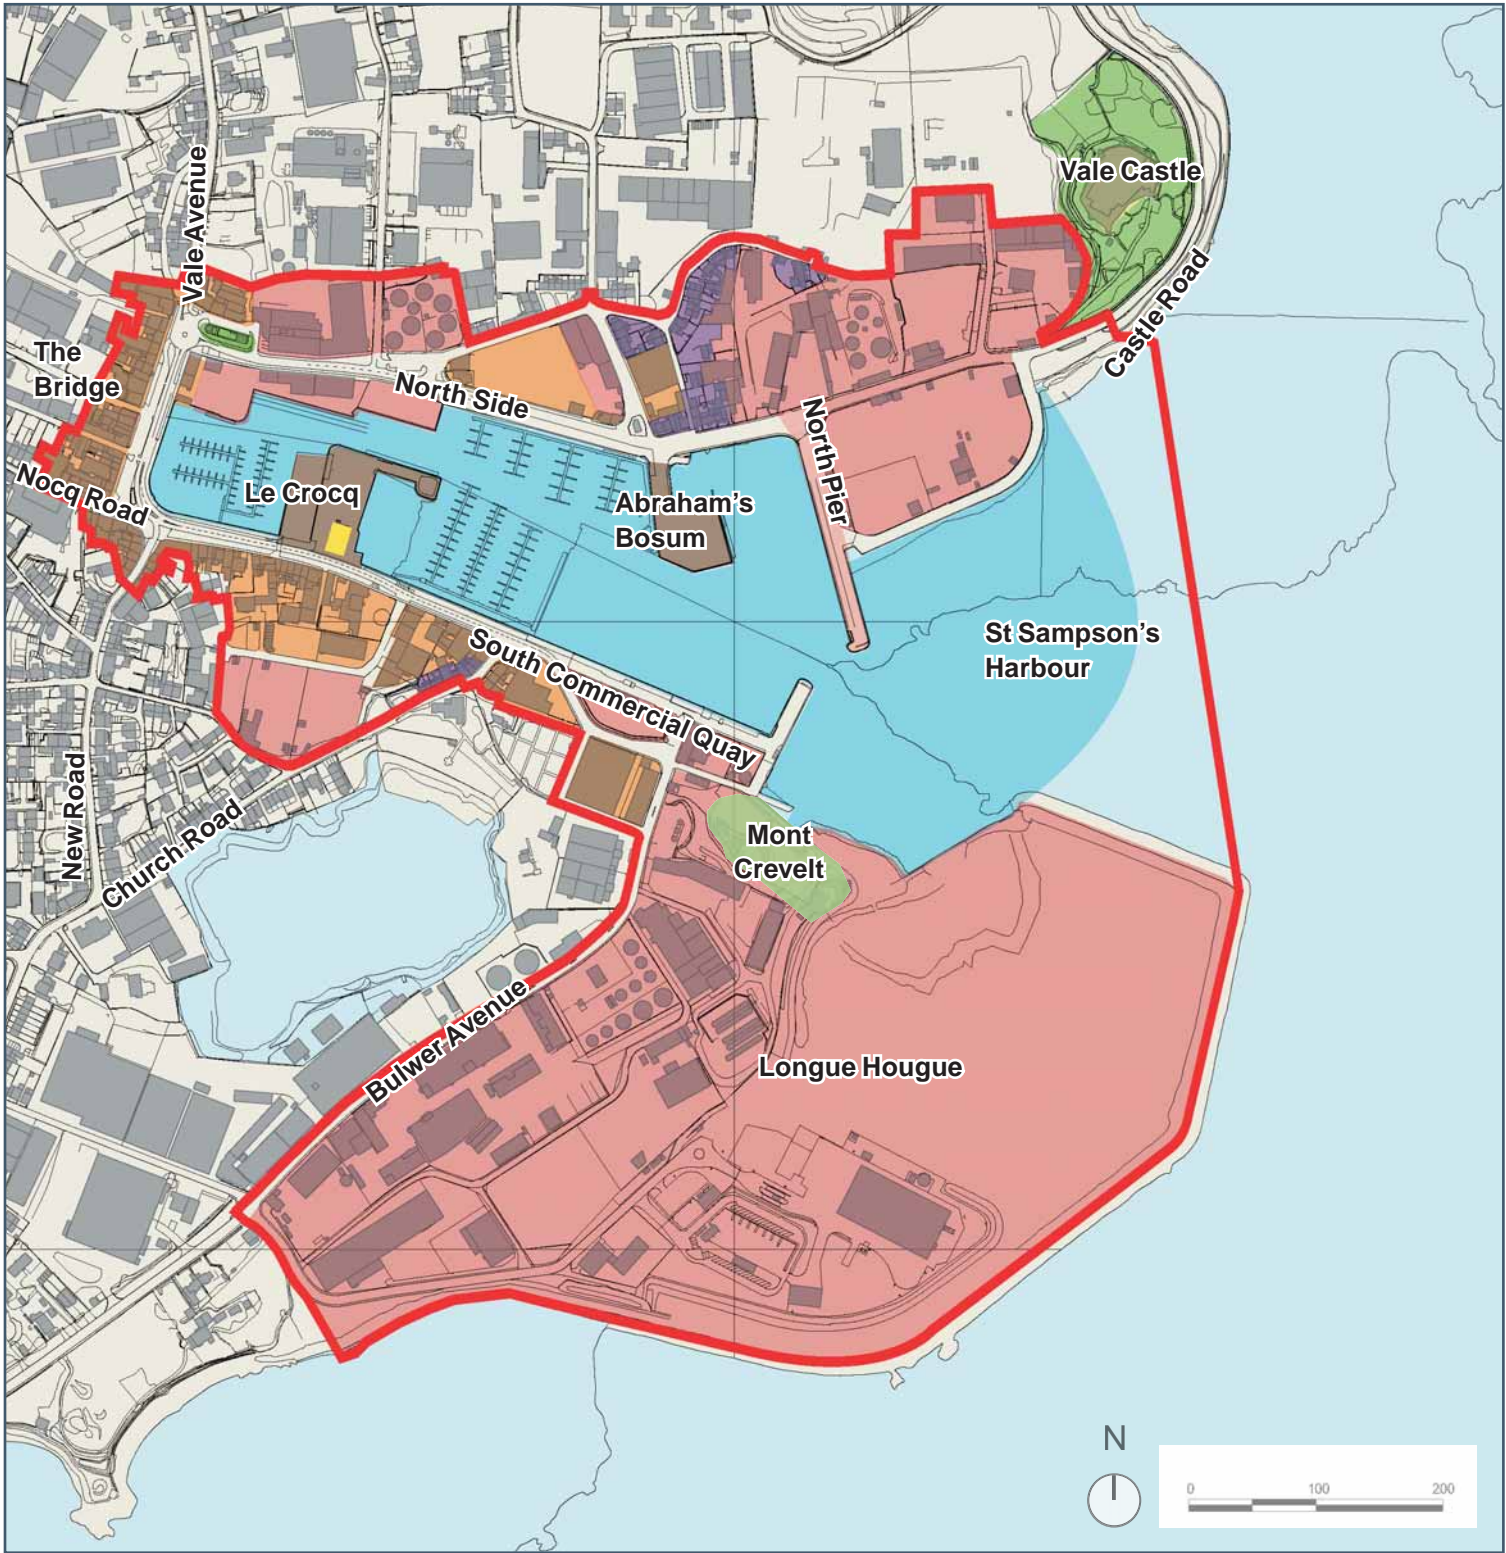 Vale Castle
Vale Avenue
Castle Road
The
Bridge
North Side
North Pier
Nocq Road
Le Crocq
Abraham's
Bosum
St Sampson's
Harbour
South Commercial Quay
New Road
Church Road
Mont
Crevelt
Bulwer Avenue
Longue Hougue
N
0 100 200